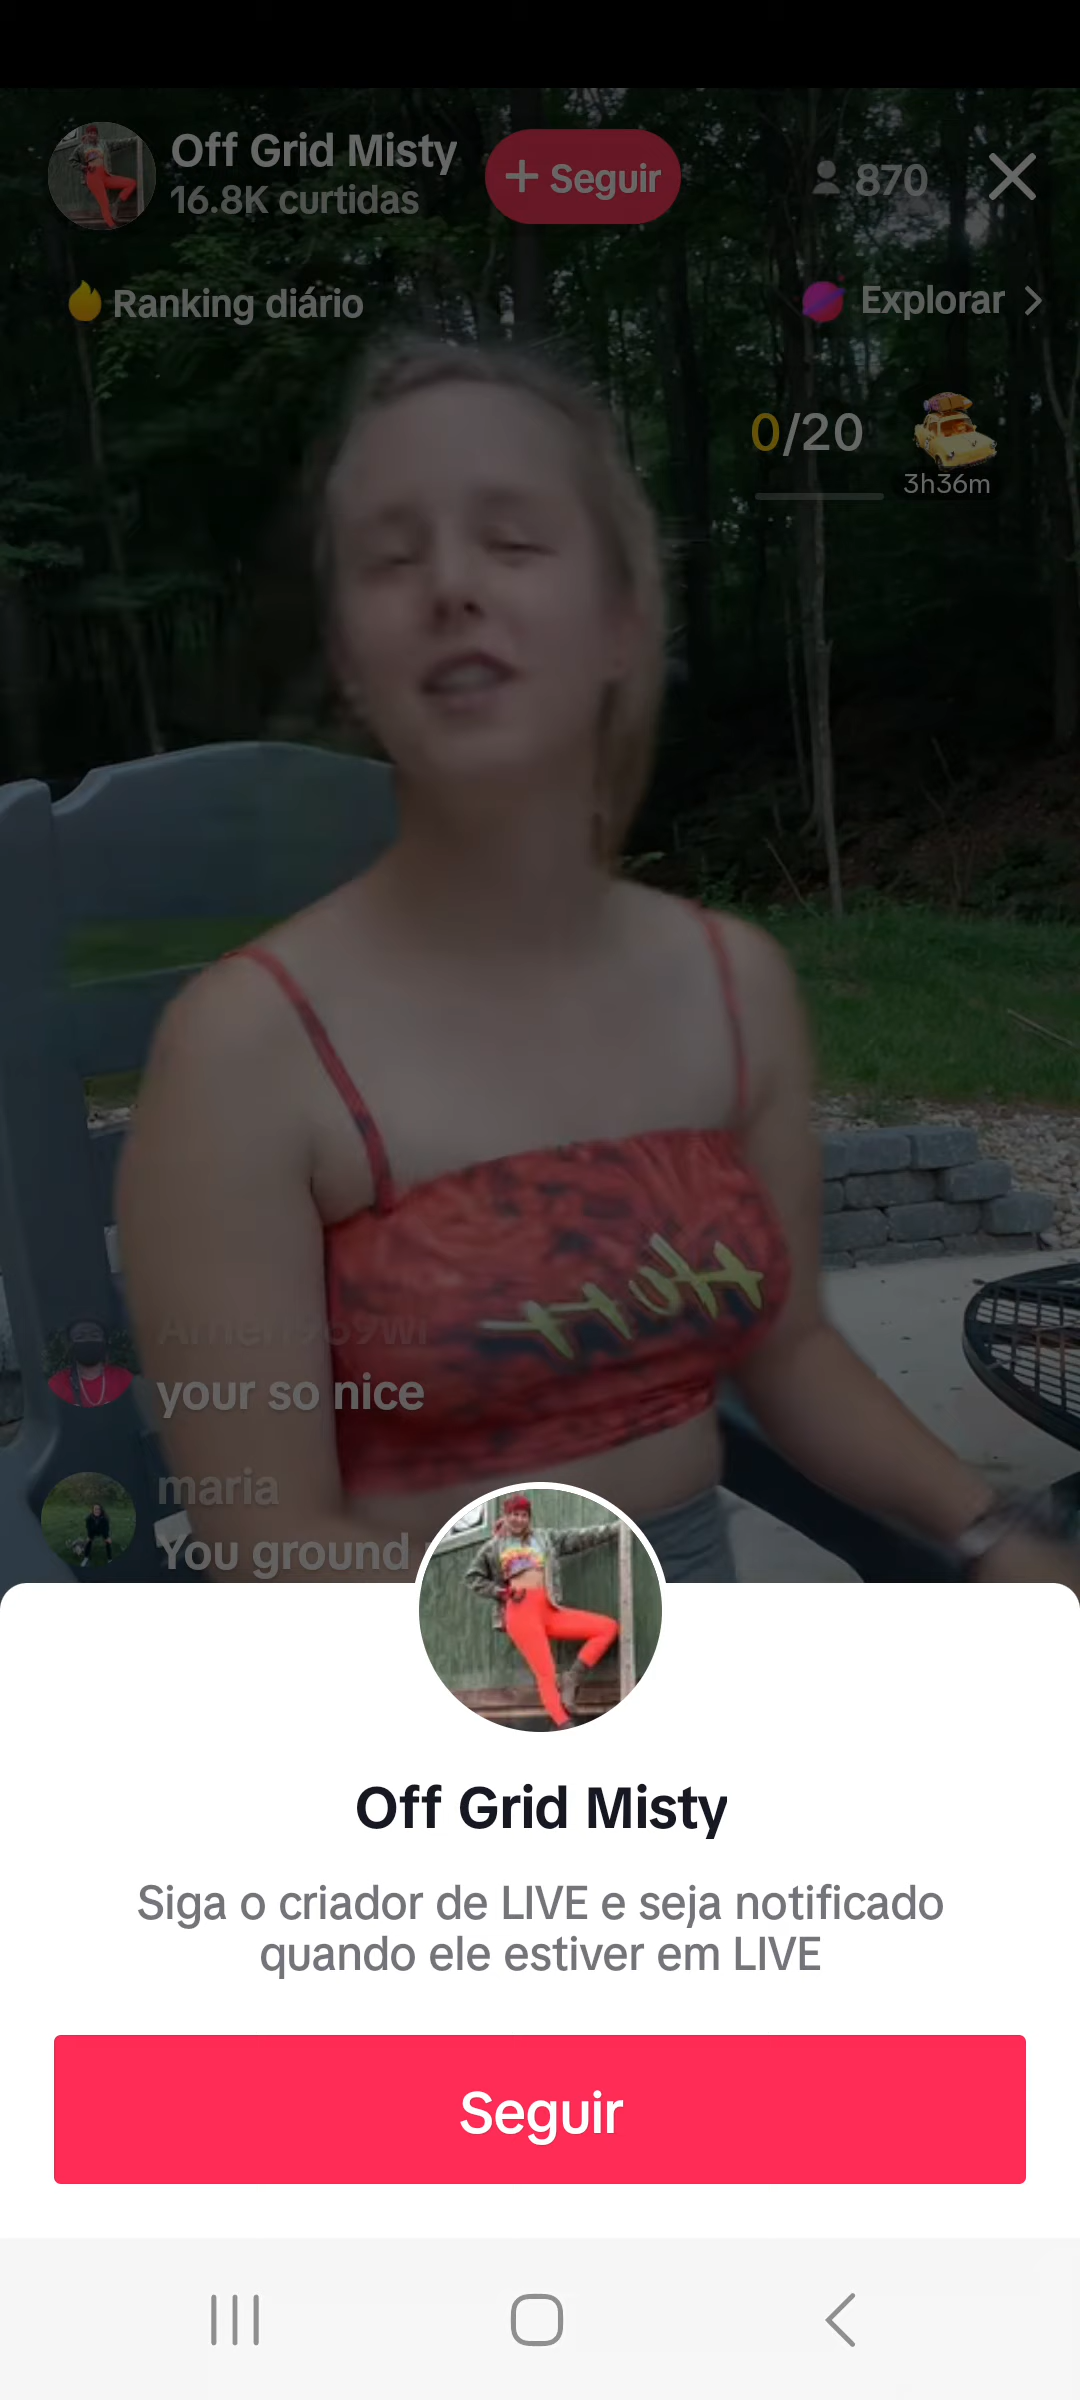 Off Grid Misty
16.8K curtidas
+ Seguir
870
Ranking diário
Explorar
0/20
3h36m
your so nice
maria
You ground
Off Grid Misty
Siga o criador de LIVE e seja notificado
quando ele estiver em LIVE
Seguir